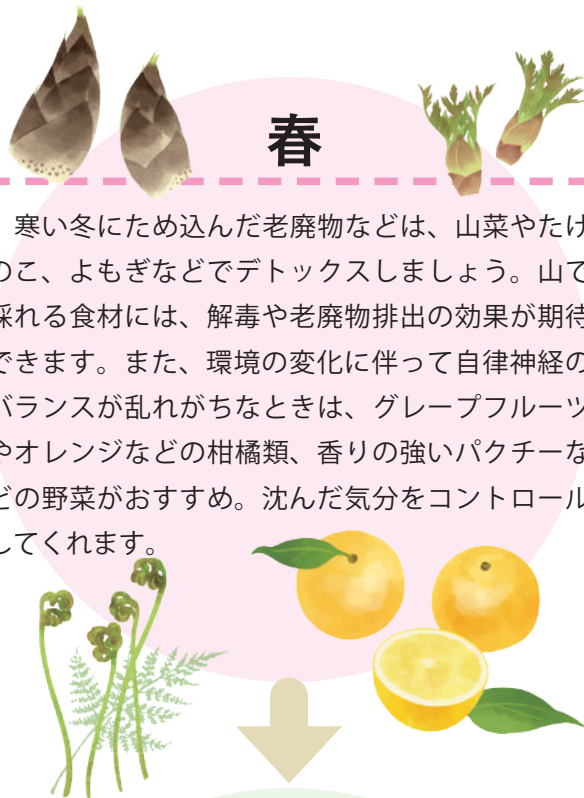 春
寒い冬にため込んだ老廃物などは、山菜やたけ
のこ、よもぎなどでデトックスしましょう。山で
採れる食材には、解毒や老廃物排出の効果が期待
できます。また、環境の変化に伴って自律神経の
バランスが乱れがちなときは、グレープフルーツ
やオレンジなどの柑橘類、香りの強いパクチーな
どの野菜がおすすめ。沈んだ気分をコントロール
してくれます。